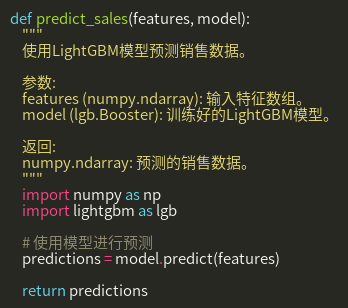 def predict_sales(features, model):
"""
使用LightGBM模型预测销售数据。
参数:
features (numpy.ndarray): 输入特征数组。
model (lgb.Booster): 训练好的LightGBM模型。
返回:
numpy.ndarray: 预测的销售数据。
"""
import numpy as np
import lightgbm as lgb
# 使用模型进行预测
predictions = model.predict(features)
return predictions